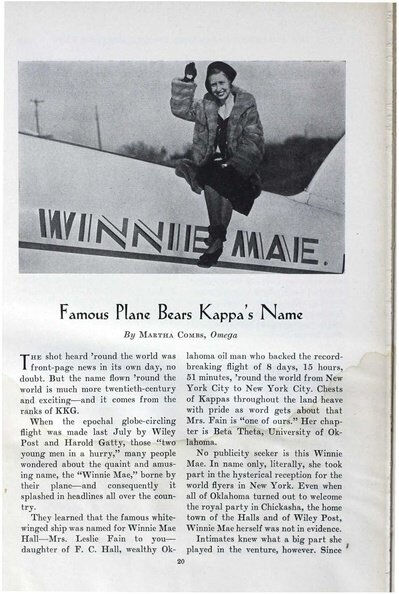 WINNIE MAE.
Famous Plane Bears Kappa's Name
By MARTHA COMBS, Omega
THE shot heard 'round the world was
front-page news in its own day, no
doubt. But the name flown 'round the
world is much more twentieth-century
and exciting—and it comes from the
ranks of KKG.
When the epochal globe-circling
flight was made last July by Wiley
Post and Harold Gatty, those "two
young men in a hurry," many people
wondered about the quaint and amus-
ing name, the "Winnie Mae," borne by
their plane—and consequently it
splashed in headlines all over the coun-
try.
They learned that the famous white-
winged ship was named for Winnie Mae
Hall—Mrs. Leslie Fain to you—
daughter of F. C. Hall, wealthy Ok-
lahoma oil man who backed the record-
breaking flight of 8 days, 15 hours,
51 minutes, 'round the world from New
York City to New York City. Chests
of Kappas throughout the land heave
with pride as word gets about that
Mrs. Fain is "one of ours." Her chap-
ter is Beta Theta, University of Ok-
lahoma.
No publicity seeker is this Winnie
Mae. In name only, literally, she took
part in the hysterical reception for the
world flyers in New York. Even when
all of Oklahoma turned out to welcome
the royal party in Chickasha, the home
town of the Halls and of Wiley Post,
Winnie Mae herself was not in evidence.
Intimates knew what a big part she
played in the venture, however. Since
20